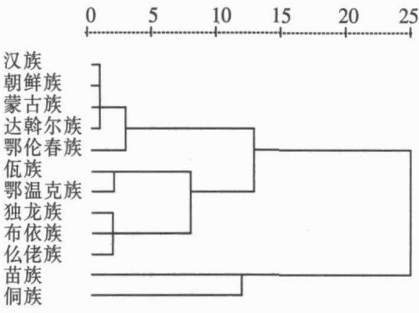 0 5 10 15 20 25
汉族
朝鲜族
蒙古族
达斡尔族
鄂伦春族
佤族
鄂温克族
独龙族
布依族
仫佬族
苗族
侗族